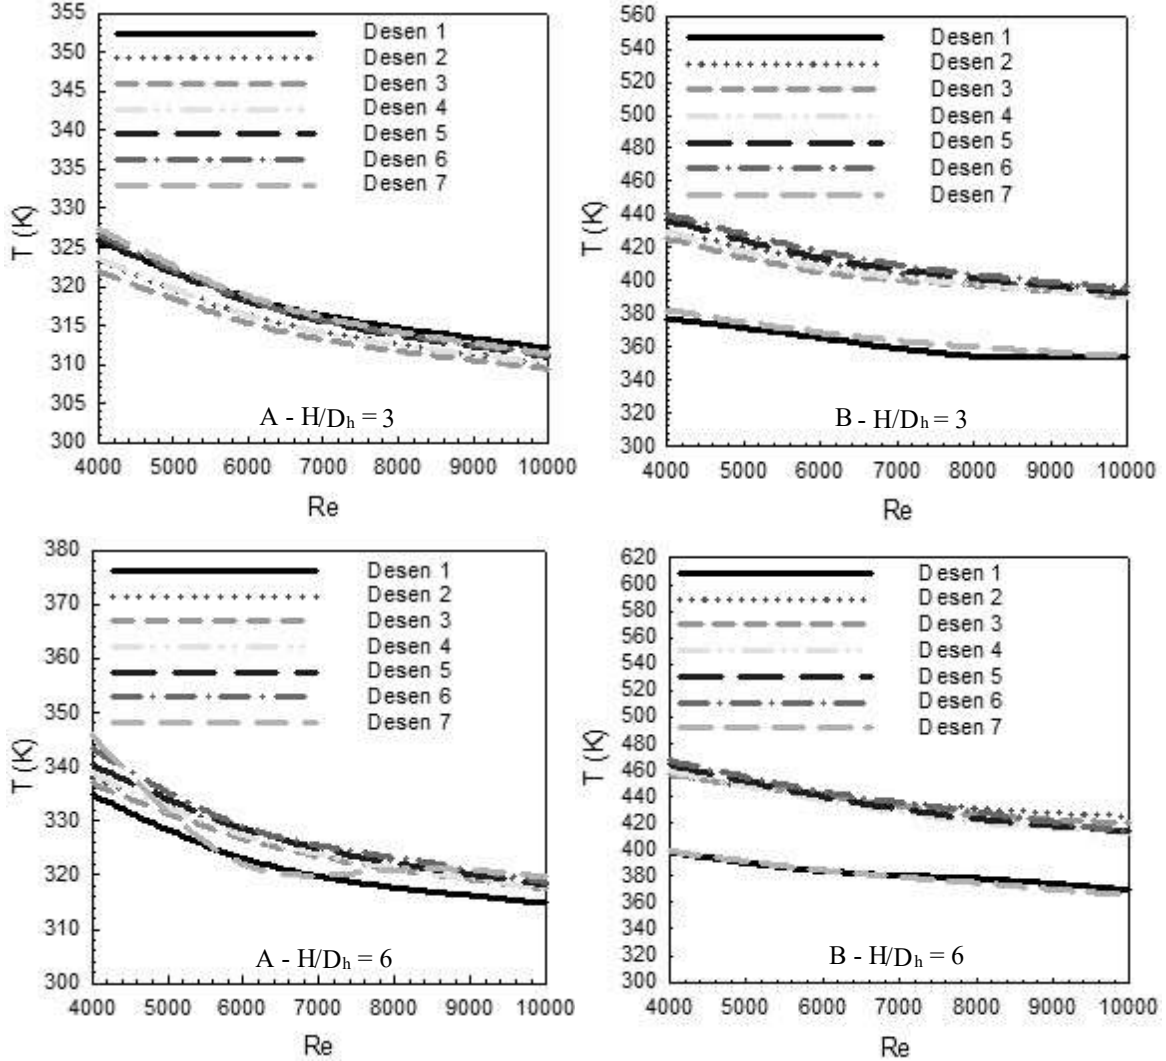 355
350
345
340
335
330
325
320
315
310
305
300
T (K)
Desen 1
Desen 2
Desen 3
Desen 4
Desen 5
Desen 6
Desen 7
A - H/Dh = 3
4000 5000 6000 7000 8000 9000 10000
Re
560
540
520
500
480
460
440
420
400
380
360
340
320
300
T (K)
Desen 1
Desen 2
Desen 3
Desen 4
Desen 5
Desen 6
Desen 7
B - H/Dh = 3
4000 5000 6000 7000 8000 9000 10000
Re
380
370
360
350
340
330
320
310
300
T (K)
Desen 1
Desen 2
Desen 3
Desen 4
Desen 5
Desen 6
Desen 7
A - H/Dh = 6
4000 5000 6000 7000 8000 9000 10000
Re
620
600
580
560
540
520
500
480
460
440
420
400
380
360
340
320
300
T (K)
Desen 1
Desen 2
Desen 3
Desen 4
Desen 5
Desen 6
Desen 7
B - H/Dh = 6
4000 5000 6000 7000 8000 9000 10000
Re